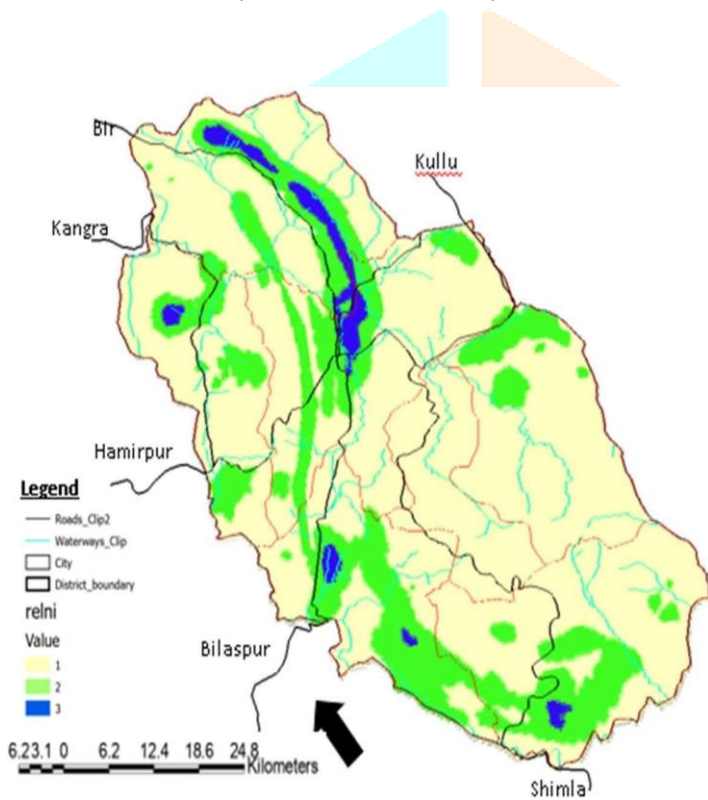 Bir
Kullu
Kangra
Hamirpur
Legend
Roads_Clip2
Waterways_Clip
City
District_boundary
relni
Value
1
2
3
Bilaspur
6.23.1 0 6.2 12.4 18.6 24.8
Kilometers
Shimla